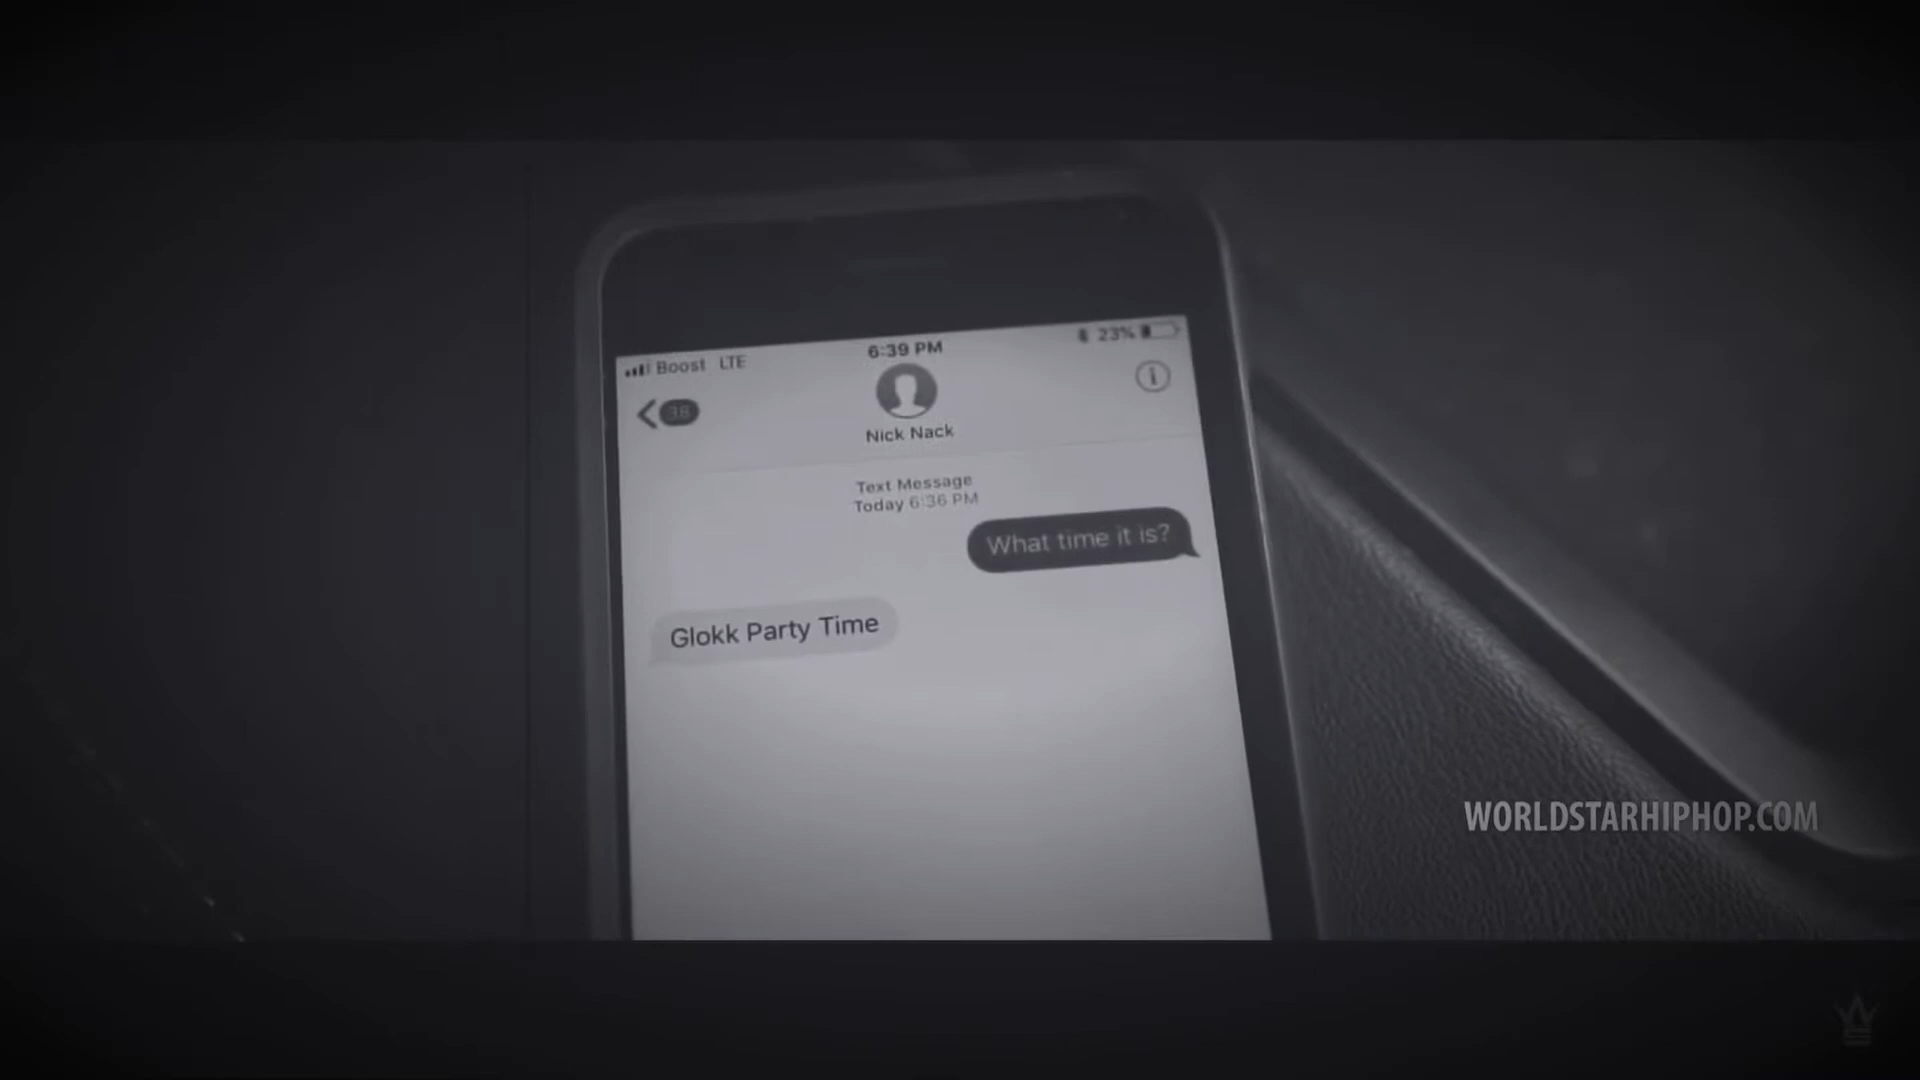 Boost LTE
6:39 PM
23%
38
Nick Nack
Text Message
Today 6:36 PM
What time it is?
Glokk Party Time
WORLDSTARHIPHOP.COM